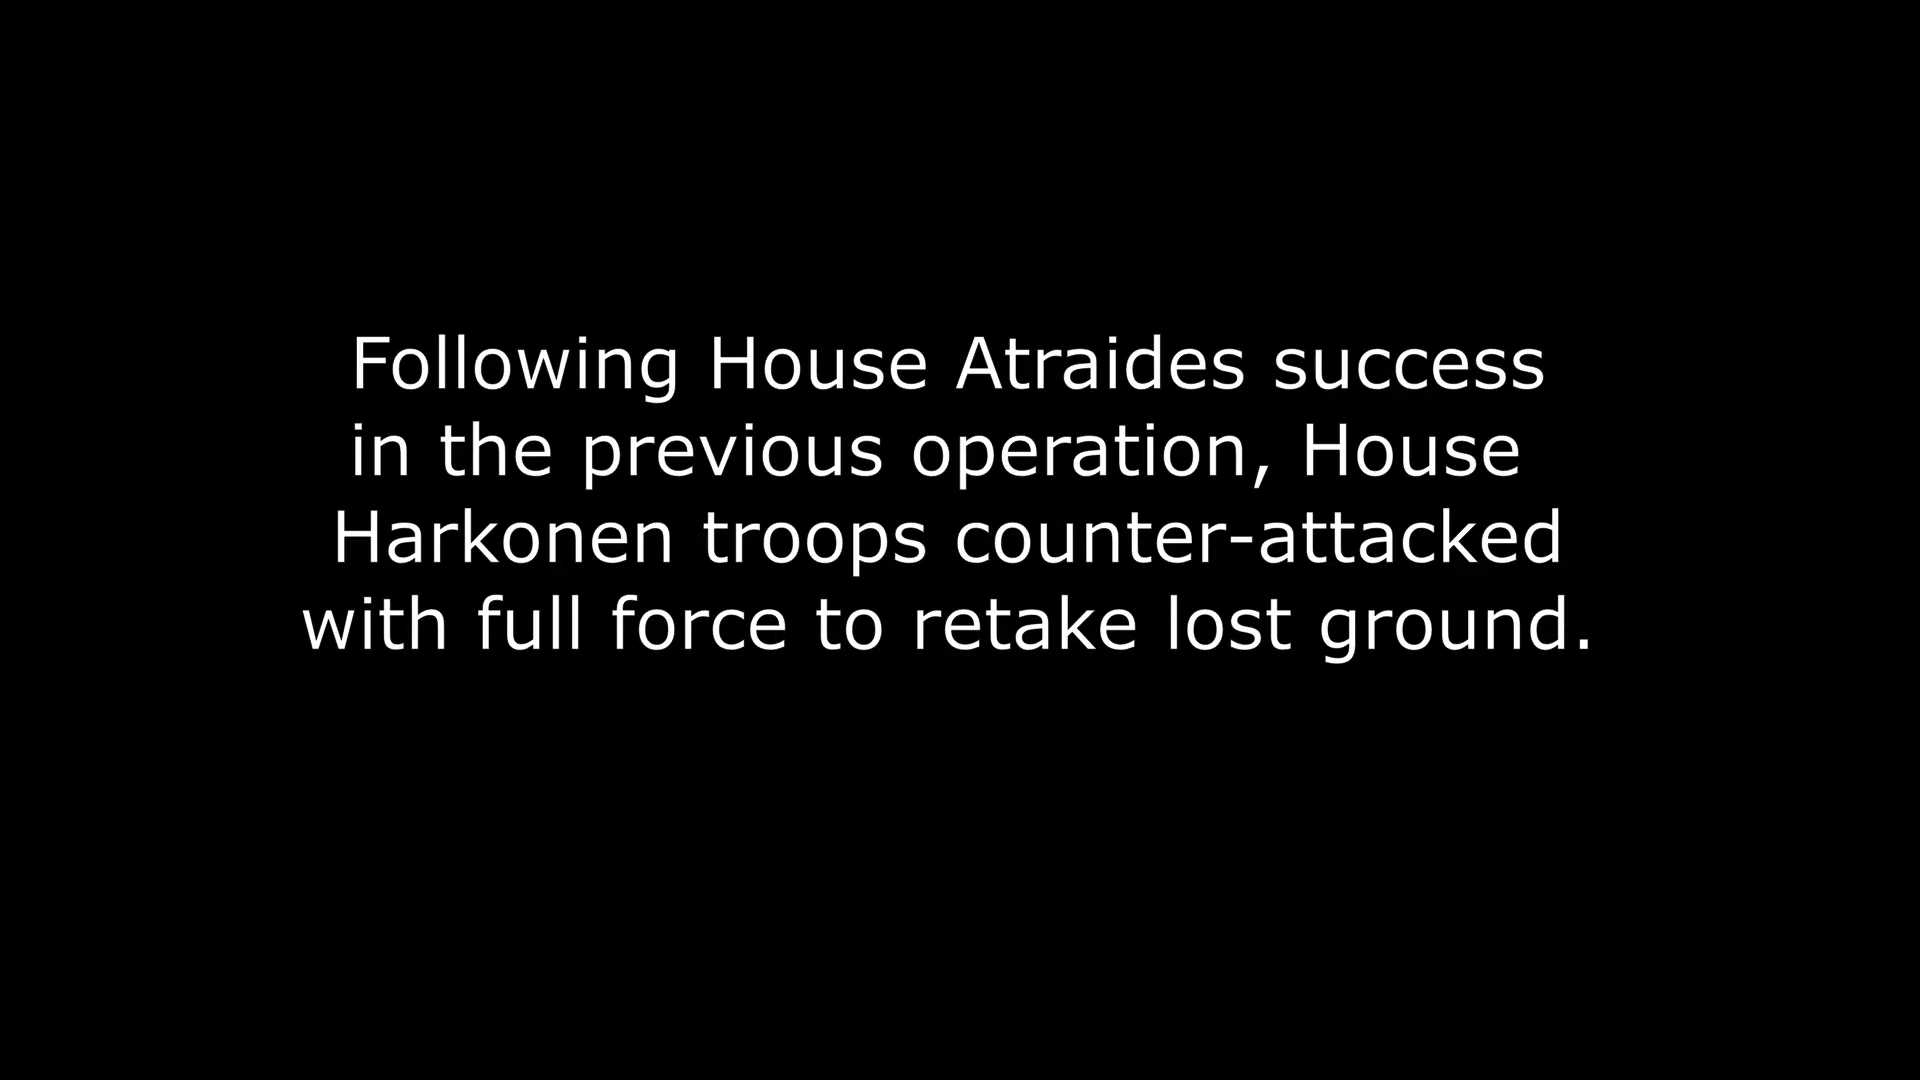 Following House Atraides success
in the previous operation, House
Harkonen troops counter-attacked
with full force to retake lost ground.